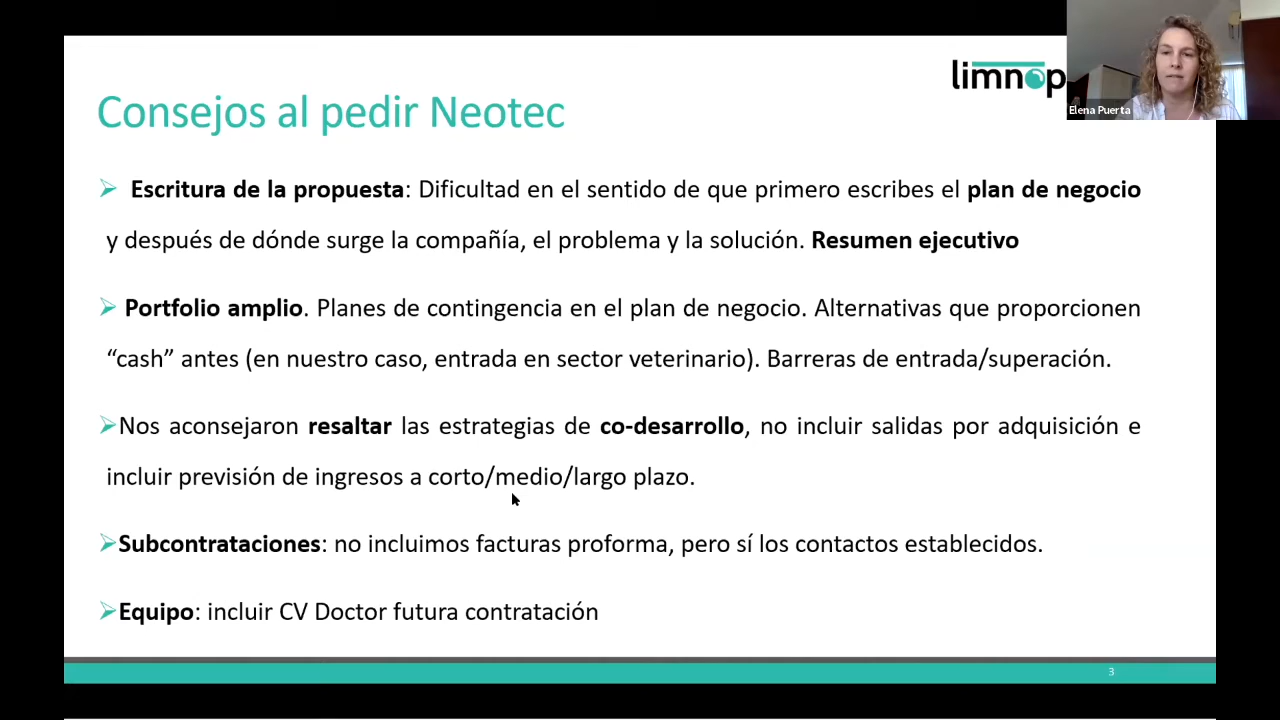 limnop
Elena Puerta
Consejos al pedir Neotec
Escritura de la propuesta: Dificultad en el sentido de que primero escribes el plan de negocio
y después de dónde surge la compañía, el problema y la solución. Resumen ejecutivo
Portfolio amplio. Planes de contingencia en el plan de negocio. Alternativas que proporcionen
“cash” antes (en nuestro caso, entrada en sector veterinario). Barreras de entrada/superación.
Nos aconsejaron resaltar las estrategias de co-desarrollo, no incluir salidas por adquisición e
incluir previsión de ingresos a corto/medio/largo plazo.
Subcontrataciones: no incluimos facturas proforma, pero sí los contactos establecidos.
Equipo: incluir CV Doctor futura contratación
3